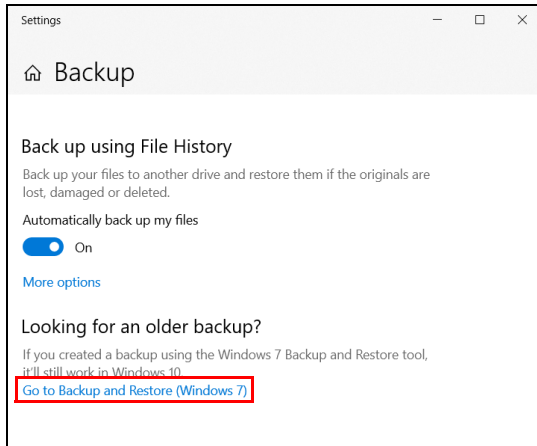 Settings
Backup
Back up using File History
Back up your files to another drive and restore them if the originals are
lost, damaged or deleted.
Automatically back up my files
On
More options
Looking for an older backup?
If you created a backup using the Windows 7 Backup and Restore tool,
it'll still work in Windows 10.
Go to Backup and Restore (Windows 7)